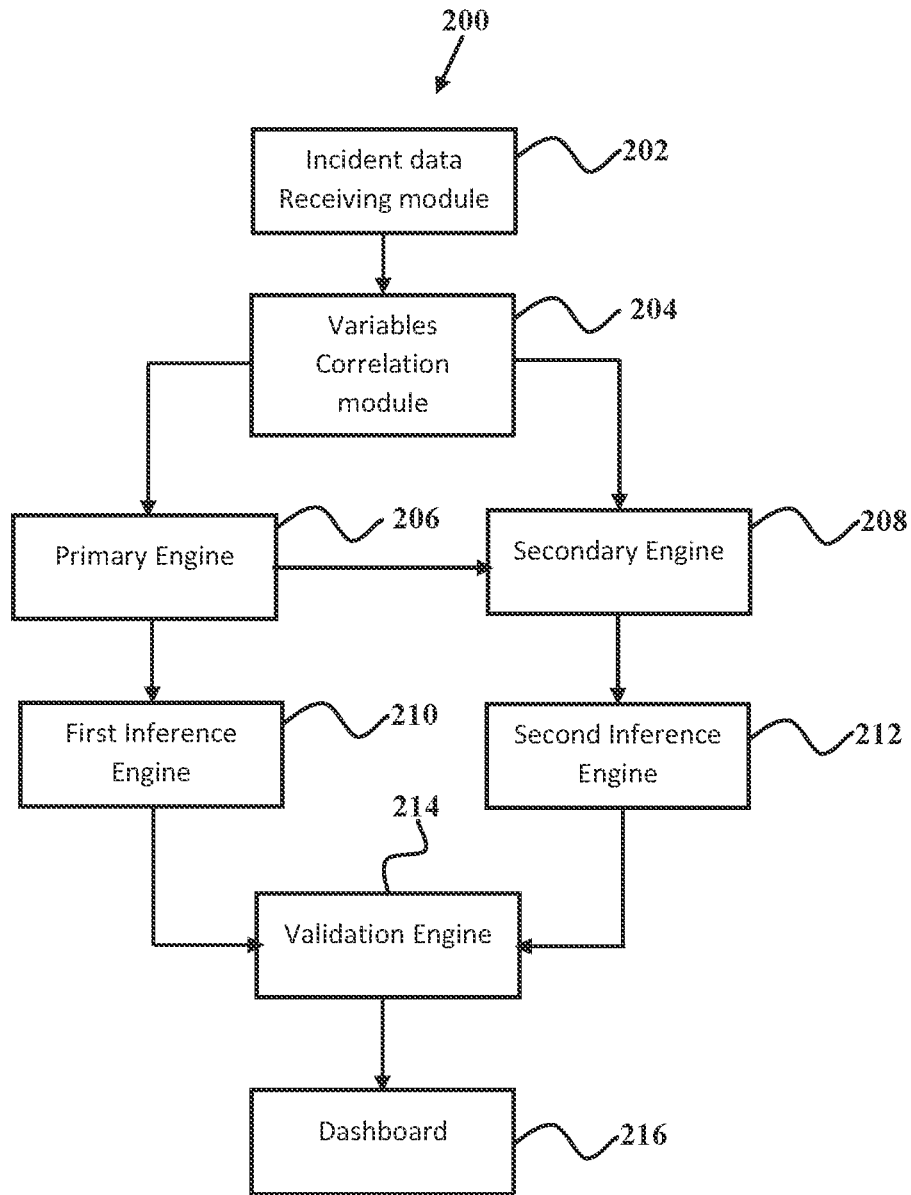 200
Incident data
Receiving module
202
Variables
Correlation
module
204
Primary Engine
206
Secondary Engine
208
First Inference
Engine
210
Second Inference
Engine
212
214
Validation Engine
Dashboard
216